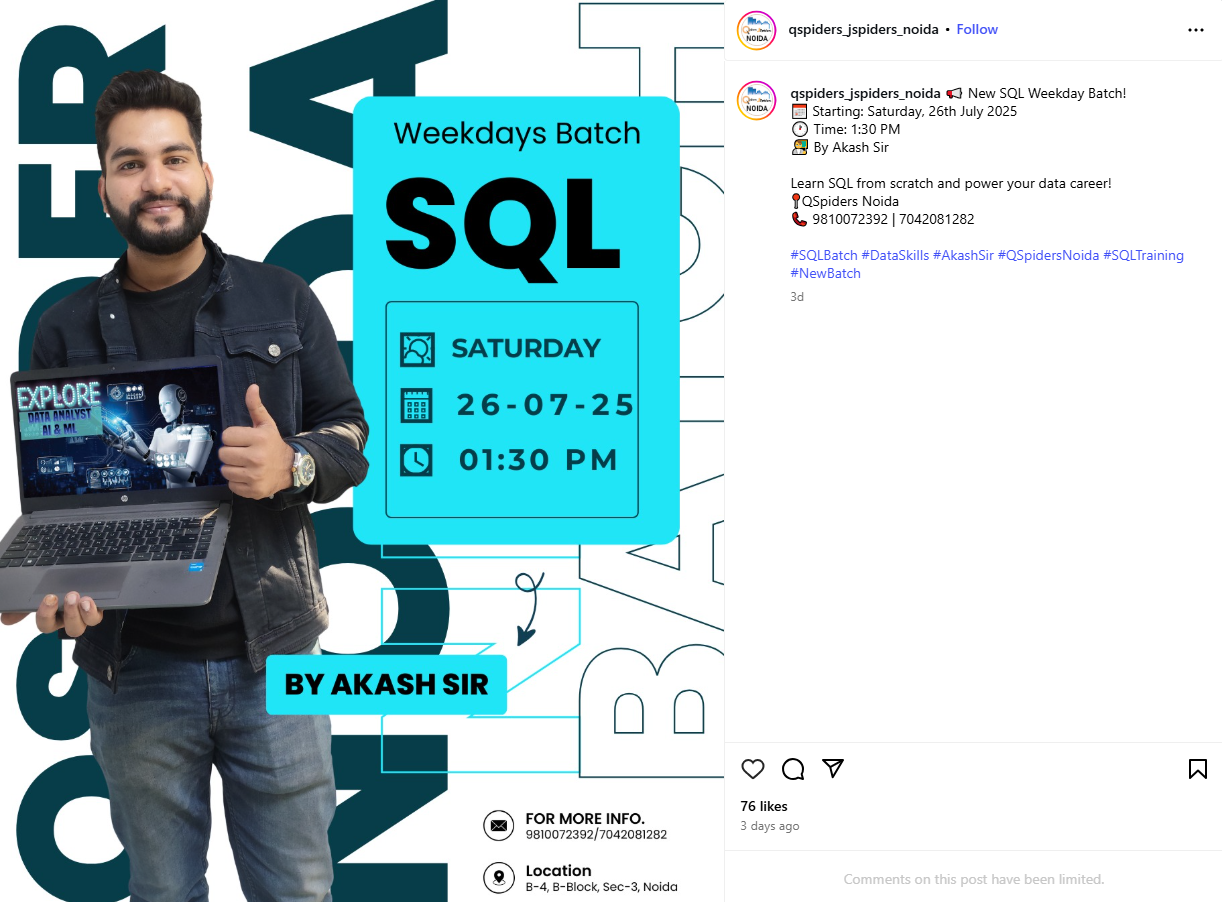 QSPIDER
NOIDA
BATCH
Weekdays Batch
SQL
SATURDAY
26-07-25
01:30 PM
EXPLORE
DATA ANALYST
AI & ML
hp
BY AKASH SIR
FOR MORE INFO.
9810072392/7042081282
Location
B-4, B-Block, Sec-3, Noida
NOIDA
qspiders_jspiders_noida • Follow
NOIDA
qspiders_jspiders_noida 📢 New SQL Weekday Batch!
🗓️ Starting: Saturday, 26th July 2025
🕜 Time: 1:30 PM
👨‍🏫 By Akash Sir
Learn SQL from scratch and power your data career!
📍QSpiders Noida
📞 9810072392 | 7042081282
#SQLBatch #DataSkills #AkashSir #QSpidersNoida #SQLTraining
#NewBatch
3d
76 likes
3 days ago
Comments on this post have been limited.